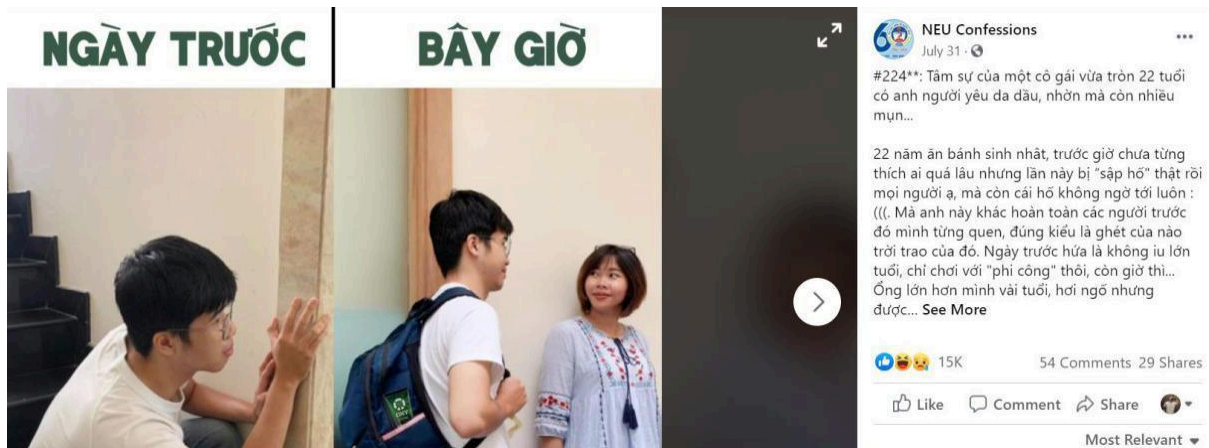 NGÀY TRƯỚC
BÂY GIỜ
NEU Confessions
July 31 ·
#224**: Tâm sự của một cô gái vừa tròn 22 tuổi
có anh người yêu da dầu, nhờn mà còn nhiều
mụn...
22 năm ăn bánh sinh nhât, trước giờ chưa từng
thích ai quá lâu nhưng lần này bị "sập hố" thật rồi
mọi người ạ, mà còn cái hố không ngờ tới luôn :
(((. Mà anh này khác hoàn toàn các người trước
đó mình từng quen, đúng kiểu là ghét của nào
trời trao của đó. Ngày trước hứa là không iu lớn
tuổi, chỉ chơi với "phi công" thôi, còn giờ thì...
Ổng lớn hơn mình vài tuổi, hơi ngố nhưng
được... See More
15K
54 Comments 29 Shares
Like Comment Share
Most Relevant